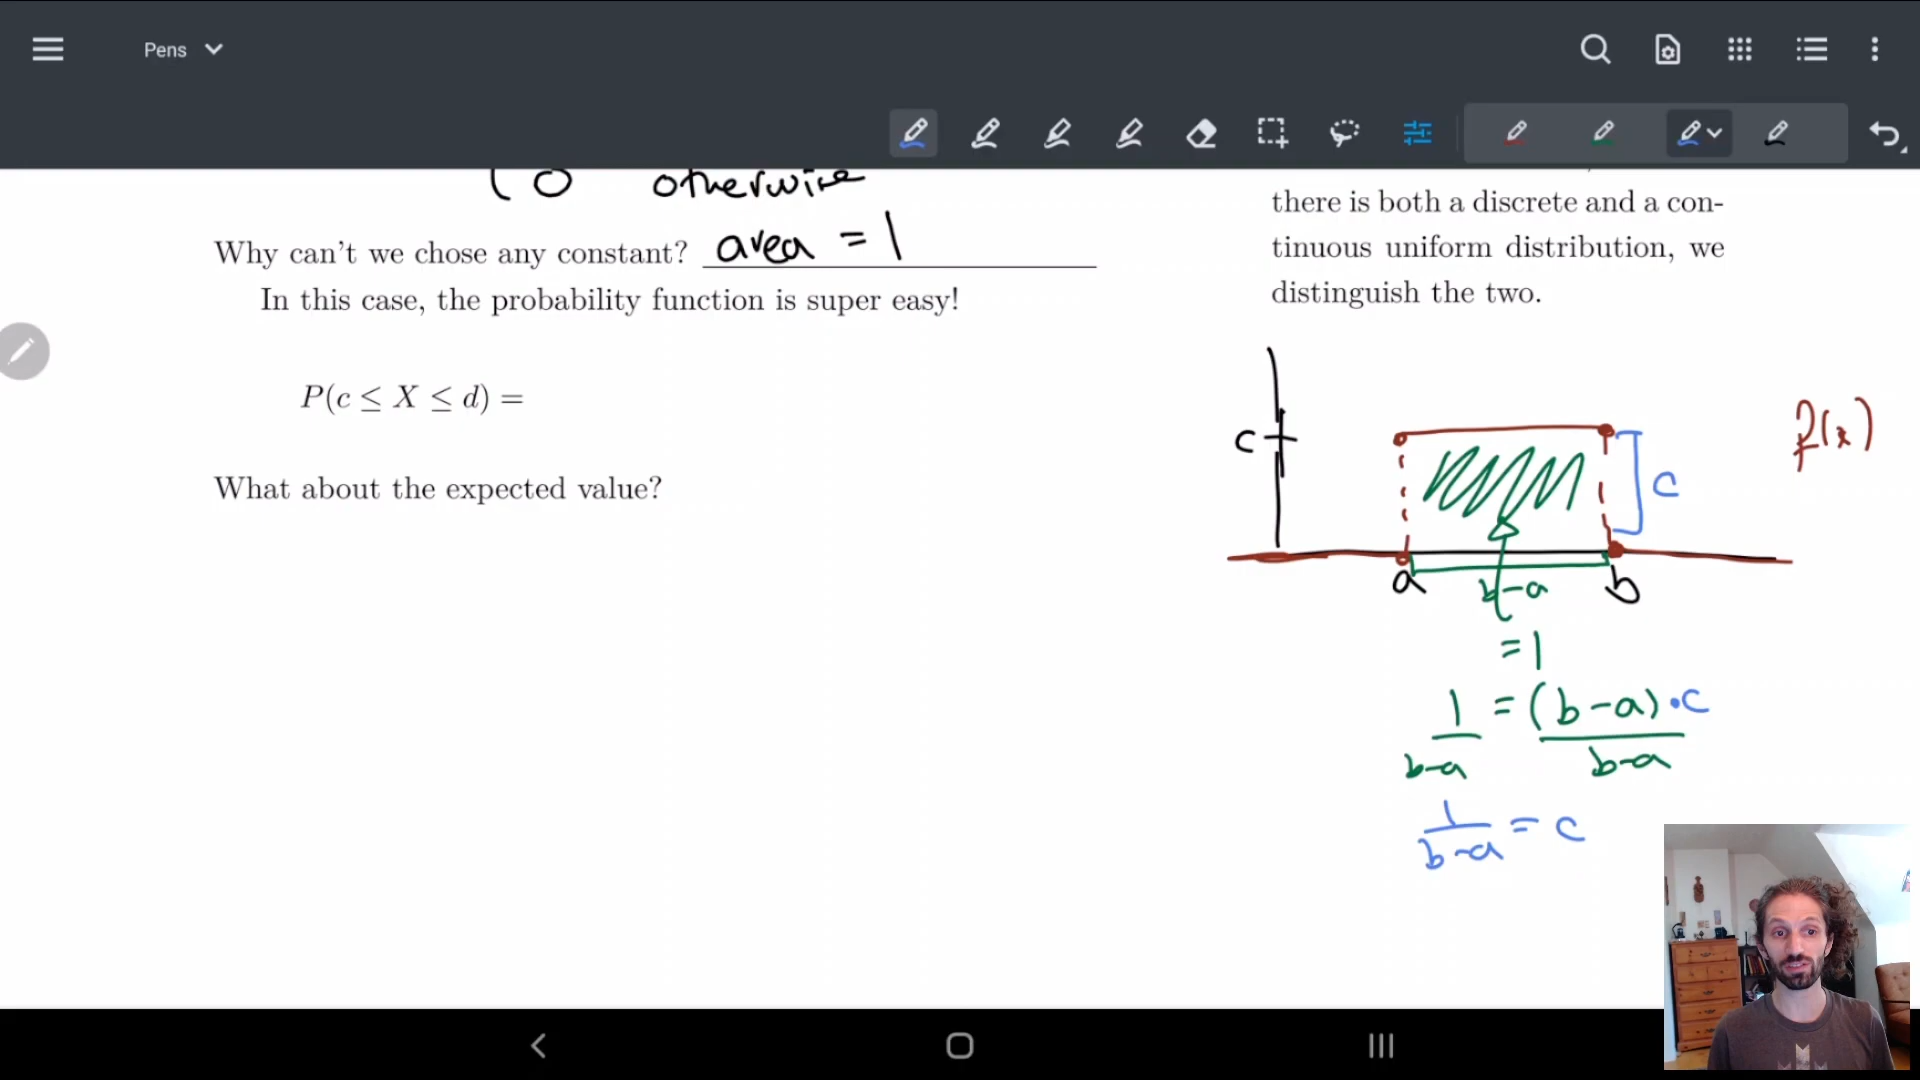 Pens
0 otherwise
Why can't we chose any constant? area = 1
In this case, the probability function is super easy!
P(c ≤ X ≤ d) =
What about the expected value?
there is both a discrete and a con-
tinuous uniform distribution, we
distinguish the two.
c
f(x)
c
a b-a b
= 1
1 = (b-a) · c
b-a b-a
1
b-a = c